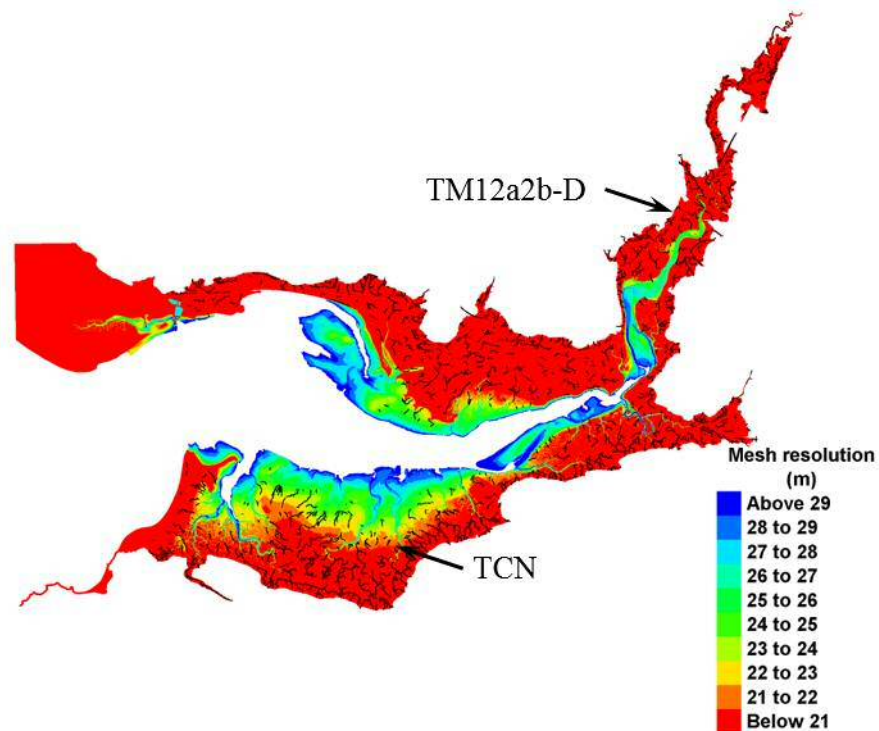 TM12a2b-D
TCN
Mesh resolution
(m)
Above 29
28 to 29
27 to 28
26 to 27
25 to 26
24 to 25
23 to 24
22 to 23
21 to 22
Below 21